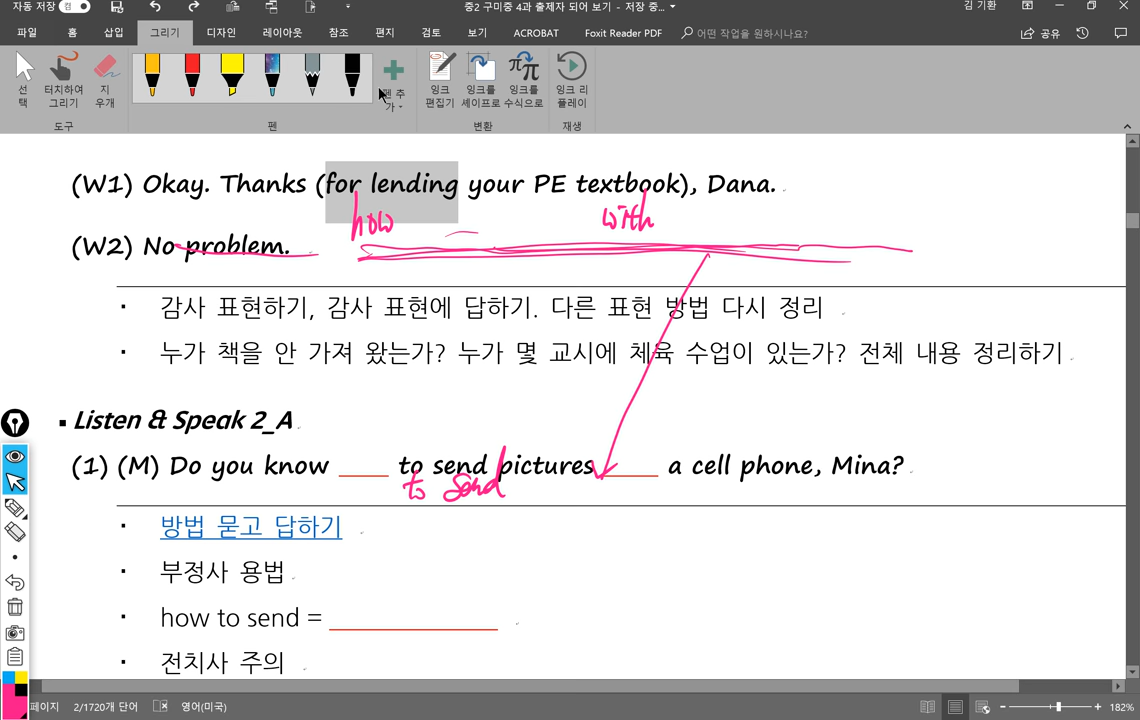 자동 저장 켬 중2 구미중 4과 출제자 되어 보기 - 저장 중... 김 기환
파일 홈 삽입 그리기 디자인 레이아웃 참조 편지 검토 보기 ACROBAT Foxit Reader PDF 어떤 작업을 원하시나요? 공유
선택 터치하여 그리기 지우개 펜 추가 잉크 편집기 잉크를 셰이프로 잉크를 수식으로 잉크 리플레이
도구 펜 변환 재생
(W1) Okay. Thanks (for lending your PE textbook), Dana.
how with
(W2) No problem.
· 감사 표현하기, 감사 표현에 답하기. 다른 표현 방법 다시 정리
· 누가 책을 안 가져 왔는가? 누가 몇 교시에 체육 수업이 있는가? 전체 내용 정리하기
▪ Listen & Speak 2_A
(1) (M) Do you know ____ to send pictures ____ a cell phone, Mina?
to send
· 방법 묻고 답하기
· 부정사 용법
· how to send = ____________
· 전치사 주의
페이지 2/17 20개 단어 영어(미국) 182%